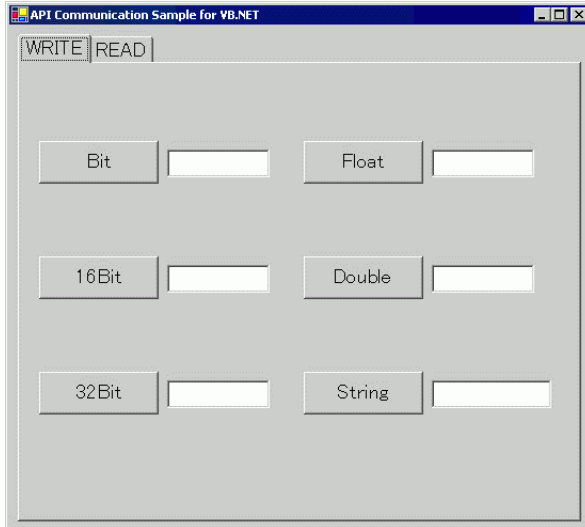 API Communication Sample for VB.NET
WRITE READ
Bit Float
16Bit Double
32Bit String